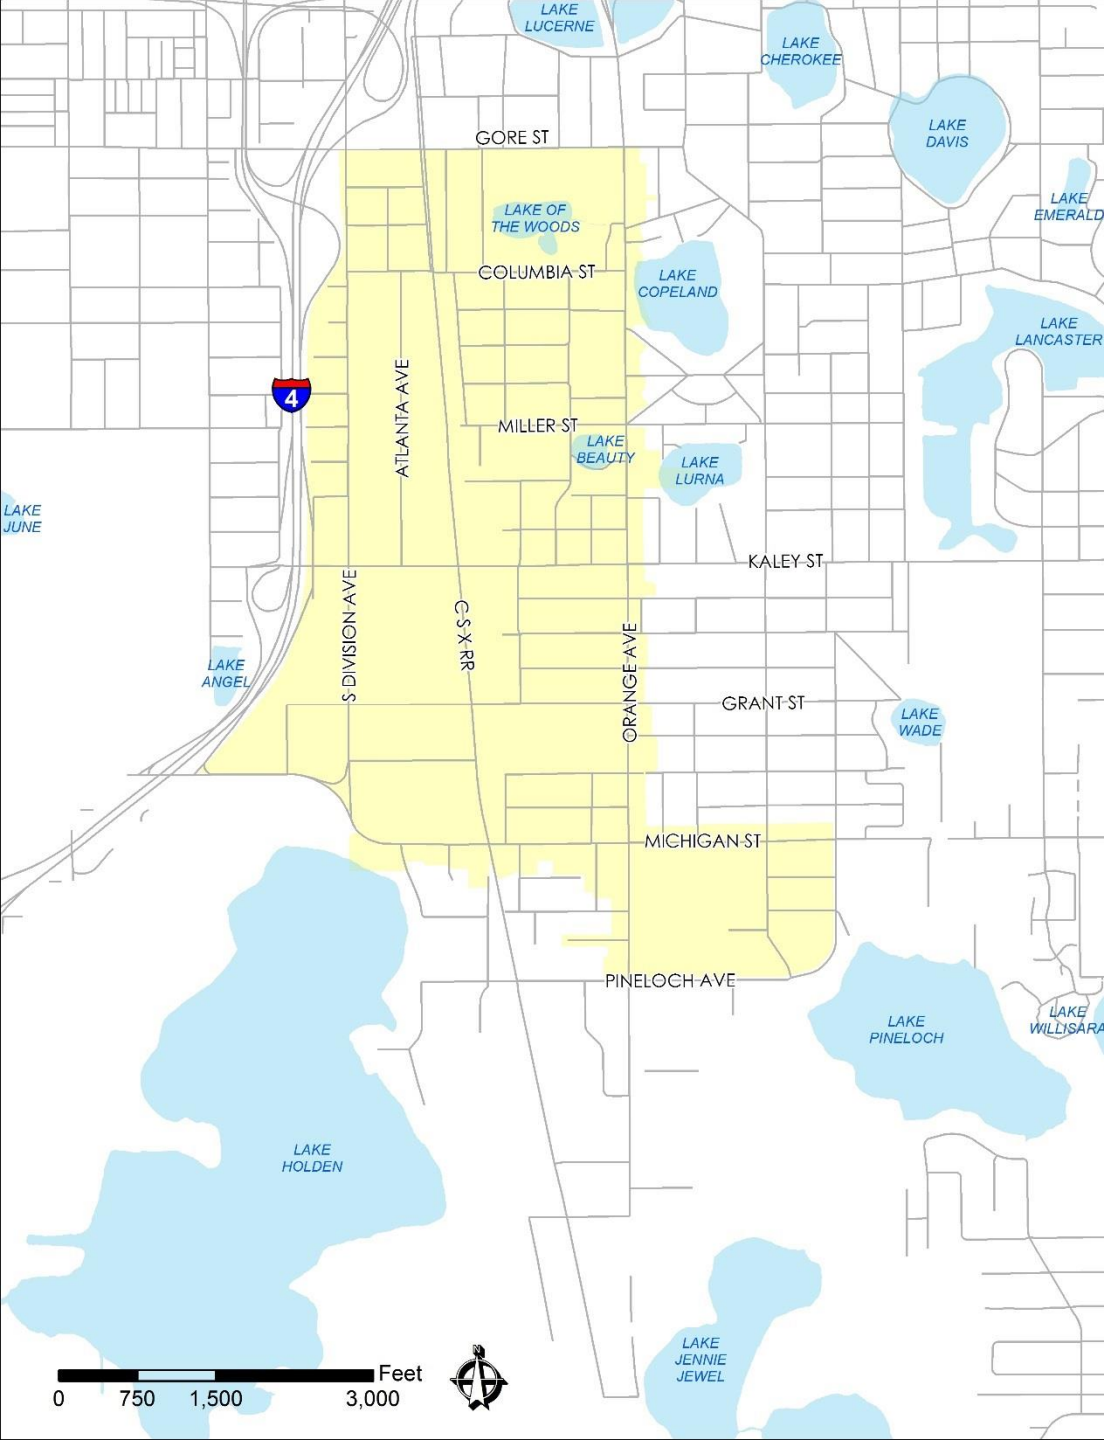 LAKE
LUCERNE
LAKE
CHEROKEE
LAKE
DAVIS
GORE ST
LAKE
EMERALD
LAKE OF
THE WOODS
COLUMBIA ST
LAKE
COPELAND
LAKE
LANCASTER
4
ATLANTA AVE
MILLER ST
LAKE
BEAUTY
LAKE
LURNA
LAKE
JUNE
KALEY ST
S DIVISION AVE
C S X RR
ORANGE AVE
LAKE
ANGEL
GRANT ST
LAKE
WADE
MICHIGAN ST
PINELOCH AVE
LAKE
PINELOCH
LAKE
WILLISARA
LAKE
HOLDEN
LAKE
JENNIE
JEWEL
N
Feet
0 750 1,500 3,000